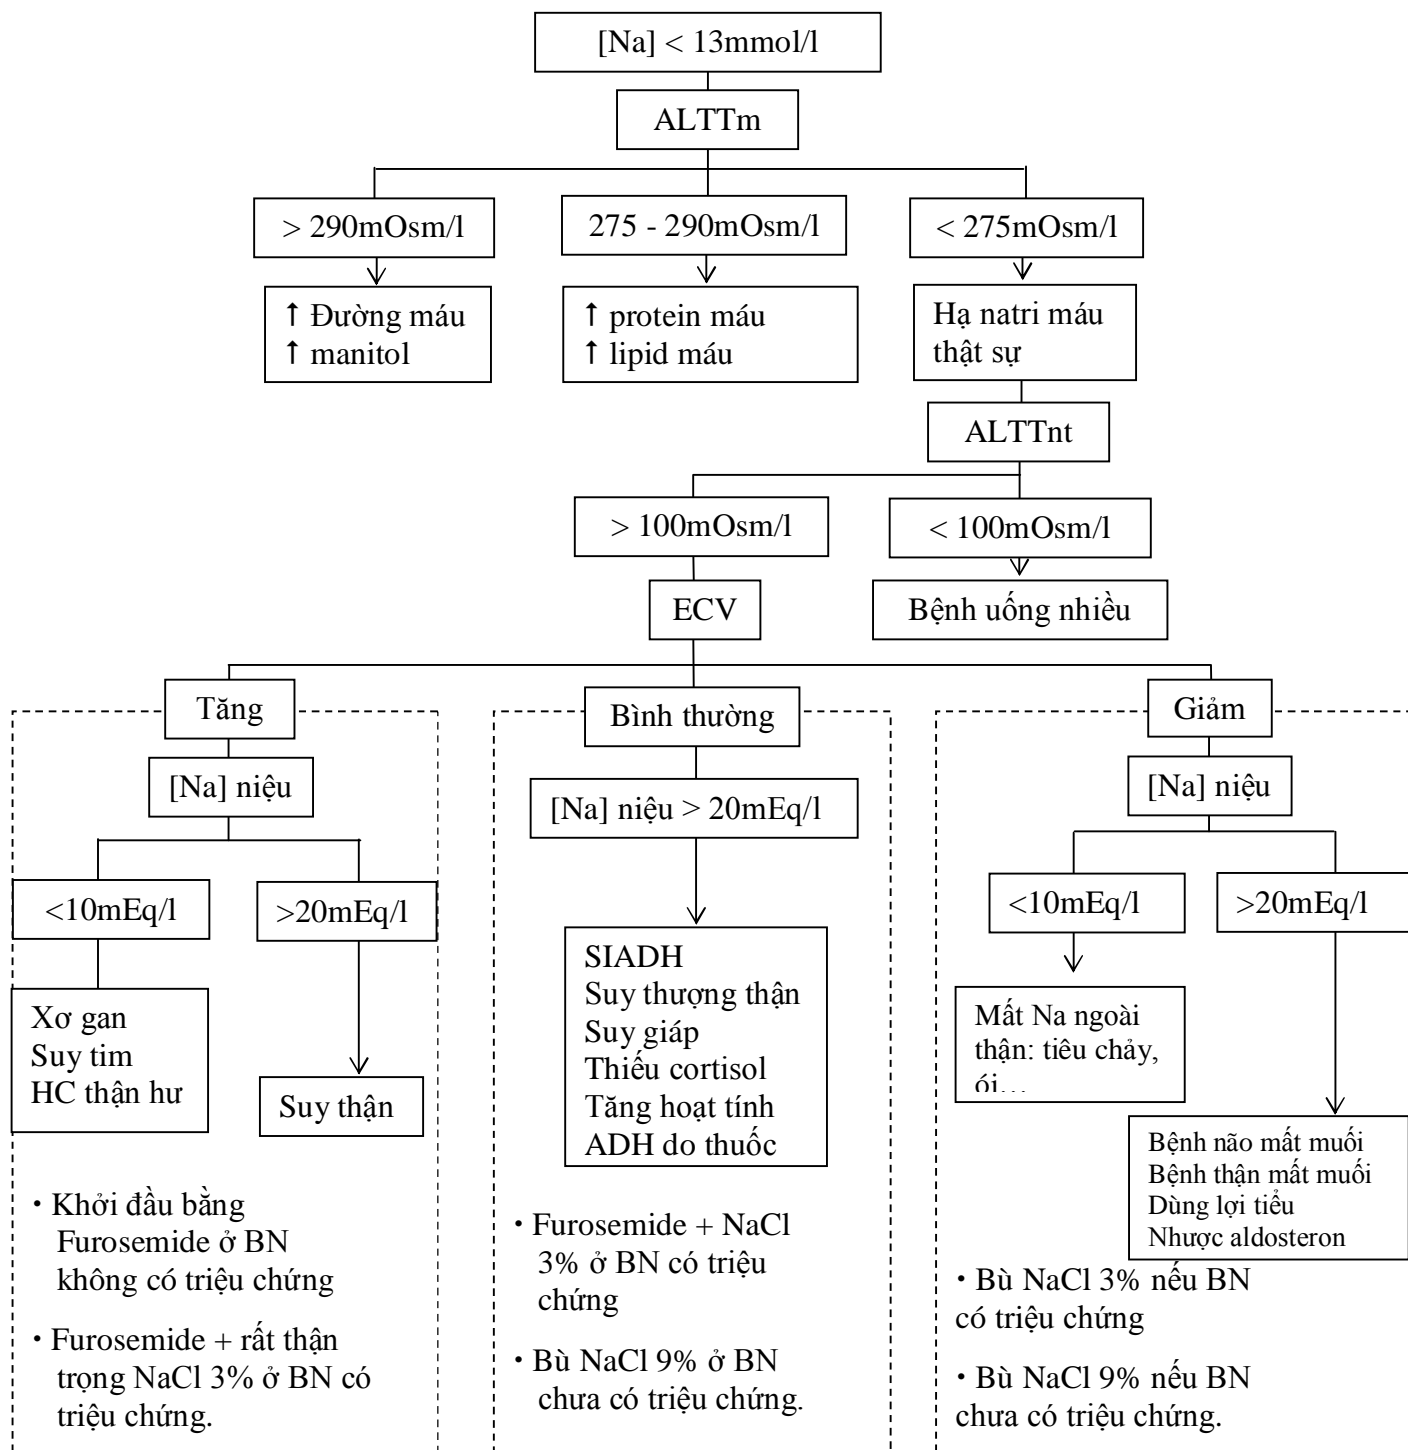 [Na] < 13mmol/l
ALTTm
> 290mOsm/l
275 - 290mOsm/l
< 275mOsm/l
↑ Đường máu
↑ manitol
↑ protein máu
↑ lipid máu
Hạ natri máu
thật sự
ALTTnt
> 100mOsm/l
< 100mOsm/l
ECV
Bệnh uống nhiều
Tăng
Bình thường
Giảm
[Na] niệu
[Na] niệu > 20mEq/l
[Na] niệu
<10mEq/l
>20mEq/l
<10mEq/l
>20mEq/l
Xơ gan
Suy tim
HC thận hư
Suy thận
SIADH
Suy thượng thận
Suy giáp
Thiếu cortisol
Tăng hoạt tính
ADH do thuốc
Mất Na ngoài
thận: tiêu chảy,
ói…
Bệnh não mất muối
Bệnh thận mất muối
Dùng lợi tiểu
Nhược aldosteron
· Khởi đầu bằng
Furosemide ở BN
không có triệu chứng
· Furosemide + rất thận
trọng NaCl 3% ở BN có
triệu chứng.
· Furosemide + NaCl
3% ở BN có triệu
chứng
· Bù NaCl 9% ở BN
chưa có triệu chứng.
· Bù NaCl 3% nếu BN
có triệu chứng
· Bù NaCl 9% nếu BN
chưa có triệu chứng.